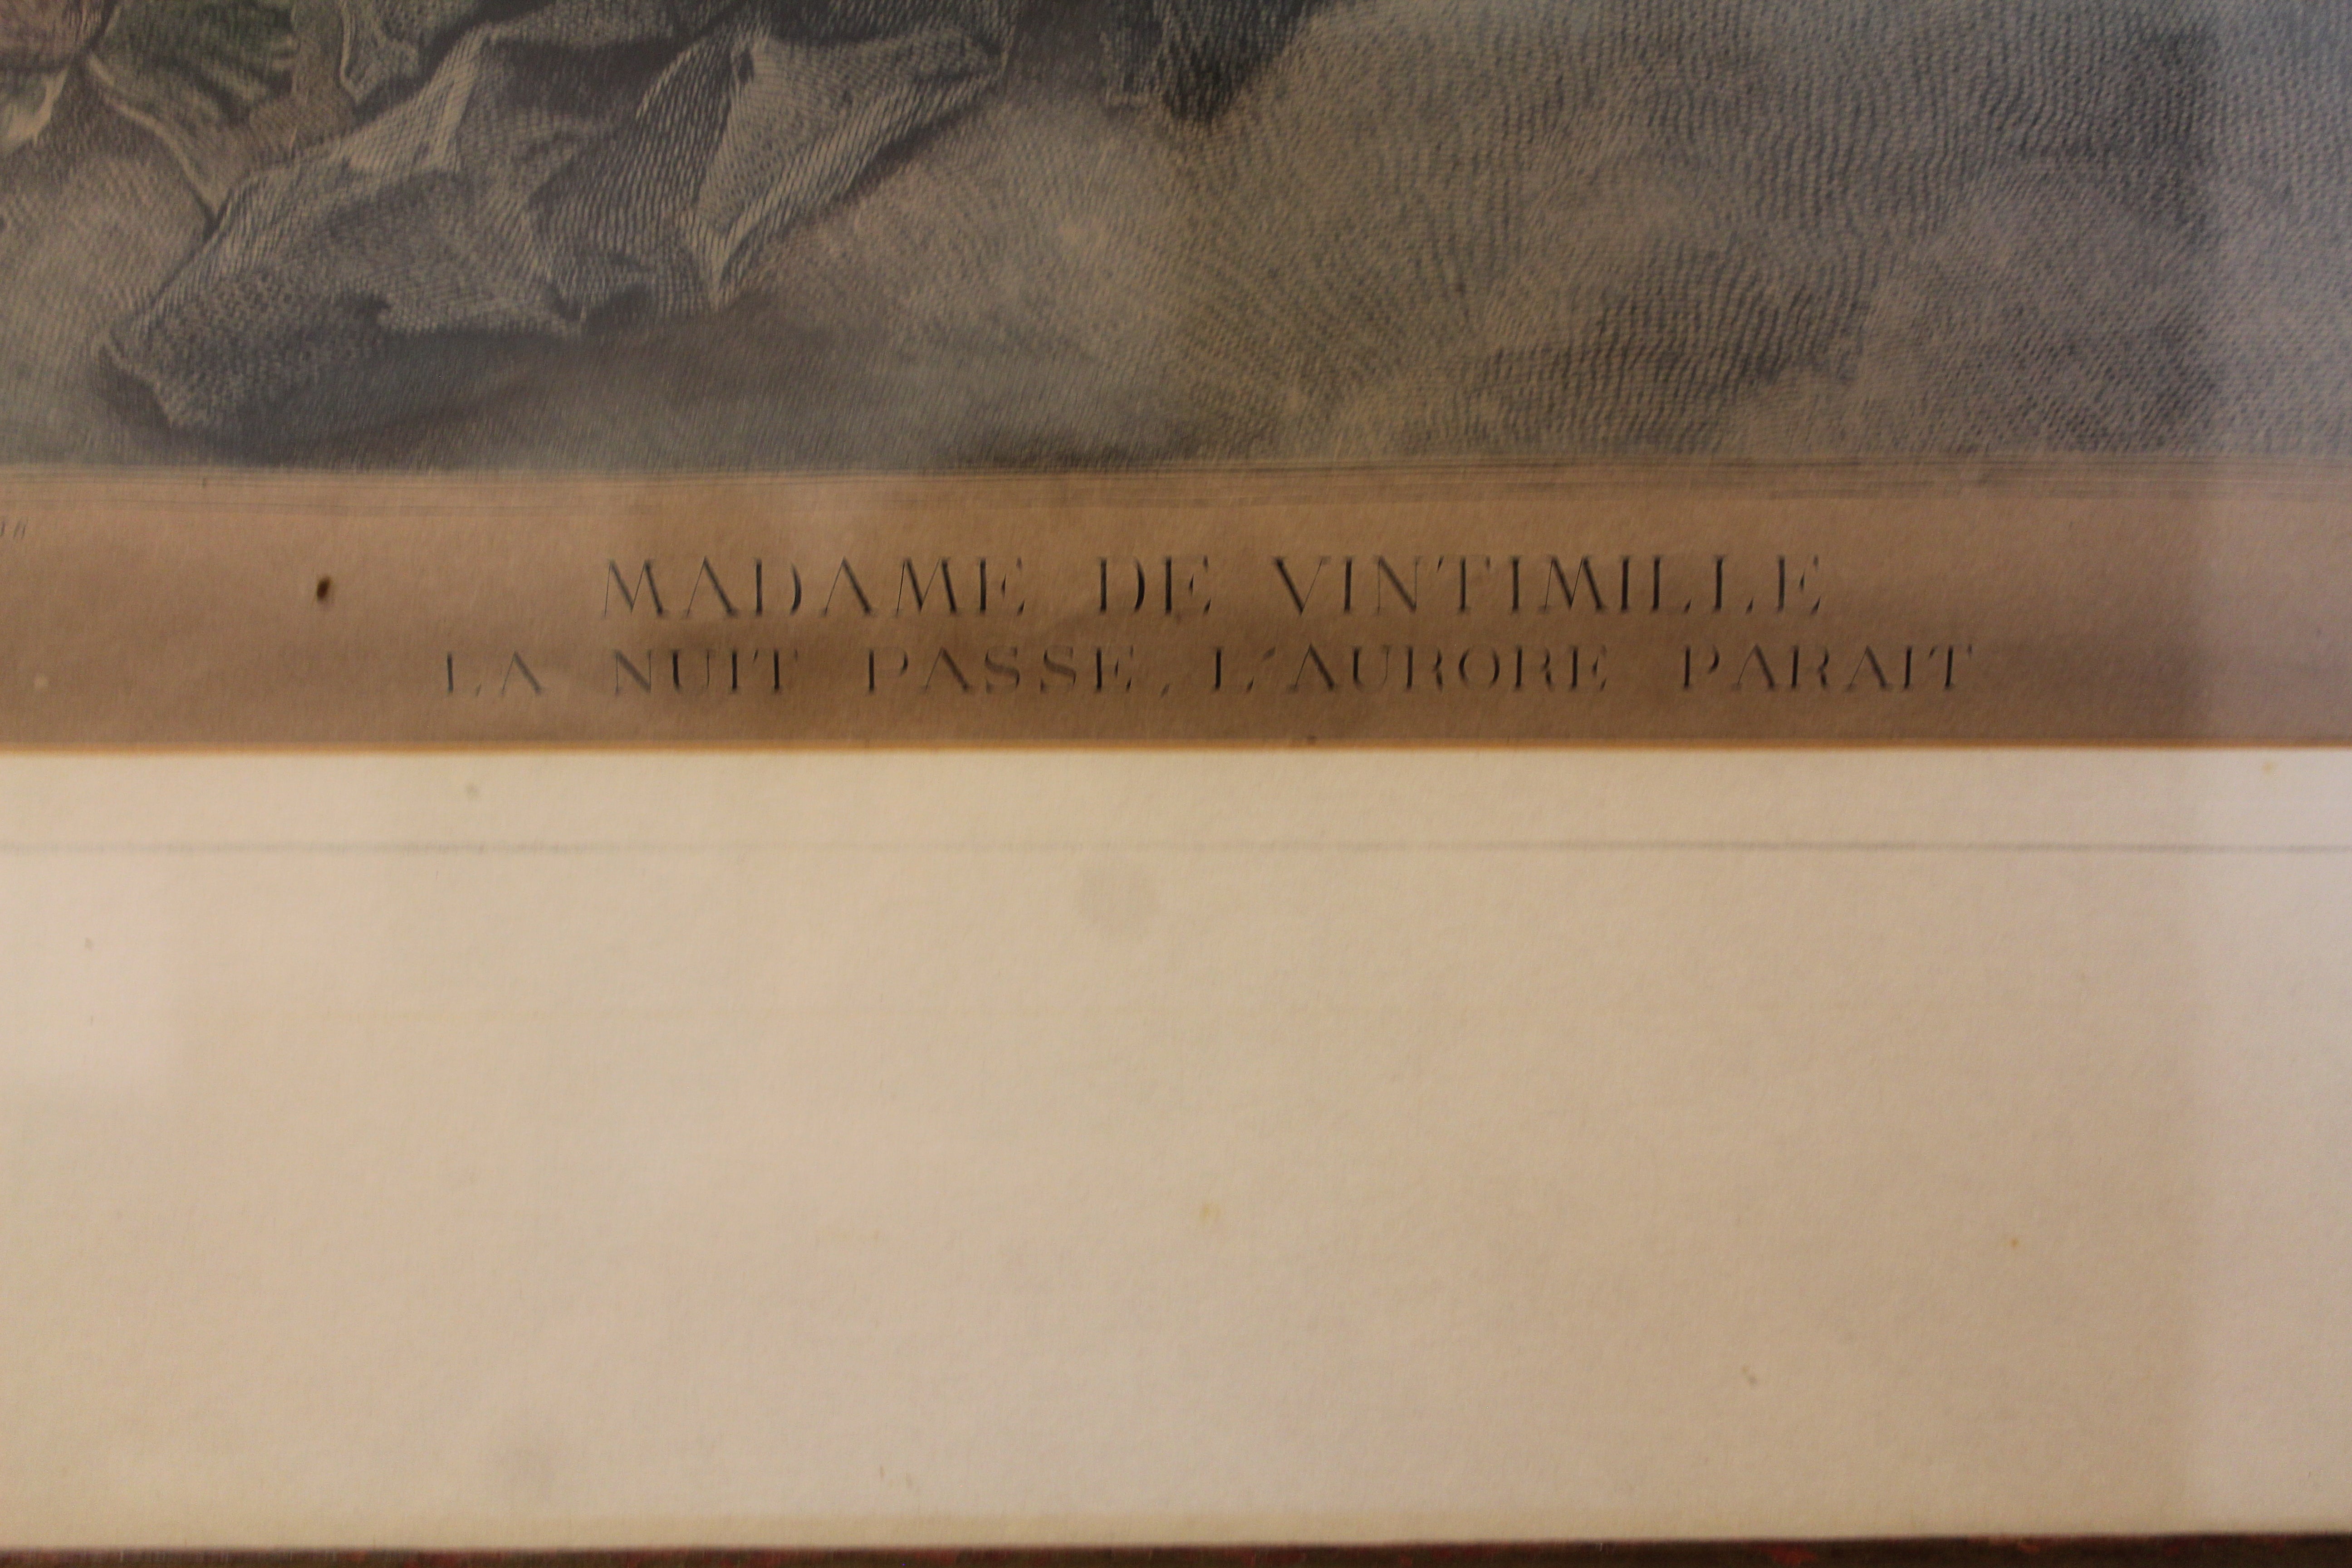 MADAME DE VINTIMILLE
LA NUIT PASSE, L'AURORE PARAIT